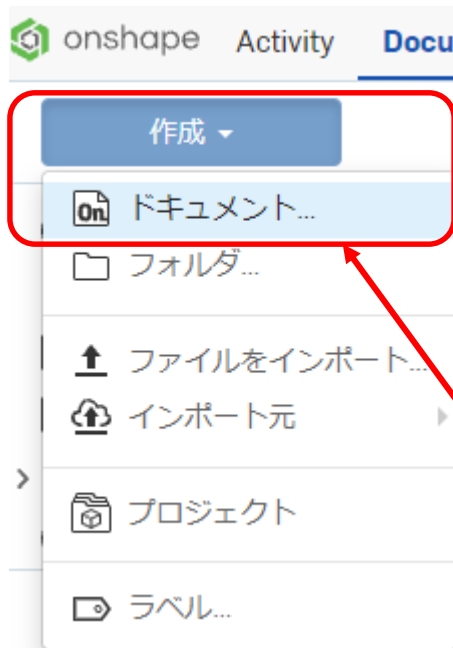 onshape Activity Docu
作成
On
ドキュメント...
フォルダ...
ファイルをインポート...
インポート元
プロジェクト
ラベル...